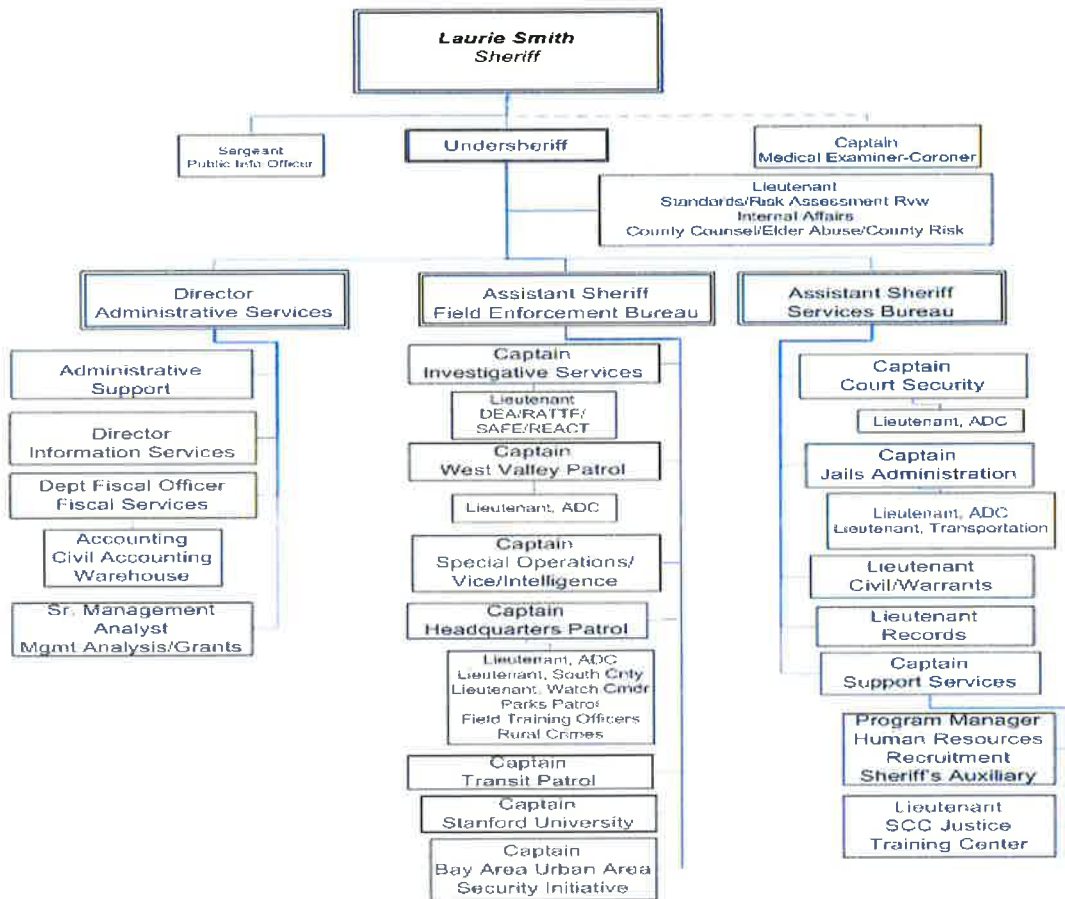 Laurie Smith
Sheriff
Sergeant
Public Info Officer
Undersheriff
Captain
Medical Examiner-Coroner
Lieutenant
Standards/Risk Assessment Rvw
Internal Affairs
County Counsel/Elder Abuse/County Risk
Director
Administrative Services
Assistant Sheriff
Field Enforcement Bureau
Assistant Sheriff
Services Bureau
Administrative
Support
Director
Information Services
Dept Fiscal Officer
Fiscal Services
Accounting
Civil Accounting
Warehouse
Sr. Management
Analyst
Mgmt Analysis/Grants
Captain
Investigative Services
Lieutenant
DEA/RATTF/
SAFE/REACT
Captain
West Valley Patrol
Lieutenant, ADC
Captain
Special Operations/
Vice/Intelligence
Captain
Headquarters Patrol
Lieutenant, ADC
Lieutenant, South Cnty
Lieutenant, Watch Cmdr
Parks Patrol
Field Training Officers
Rural Crimes
Captain
Transit Patrol
Captain
Stanford University
Captain
Bay Area Urban Area
Security Initiative
Captain
Court Security
Lieutenant, ADC
Captain
Jails Administration
Lieutenant, ADC
Lieutenant, Transportation
Lieutenant
Civil/Warrants
Lieutenant
Records
Captain
Support Services
Program Manager
Human Resources
Recruitment
Sheriff's Auxiliary
Lieutenant
SCC Justice
Training Center